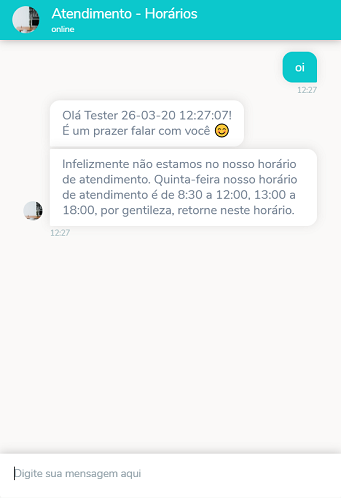 Atendimento - Horários
online
oi
12:27
Olá Tester 26-03-20 12:27:07!
É um prazer falar com você 😊
Infelizmente não estamos no nosso horário
de atendimento. Quinta-feira nosso horário
de atendimento é de 8:30 a 12:00, 13:00 a
18:00, por gentileza, retorne neste horário.
12:27
Digite sua mensagem aqui